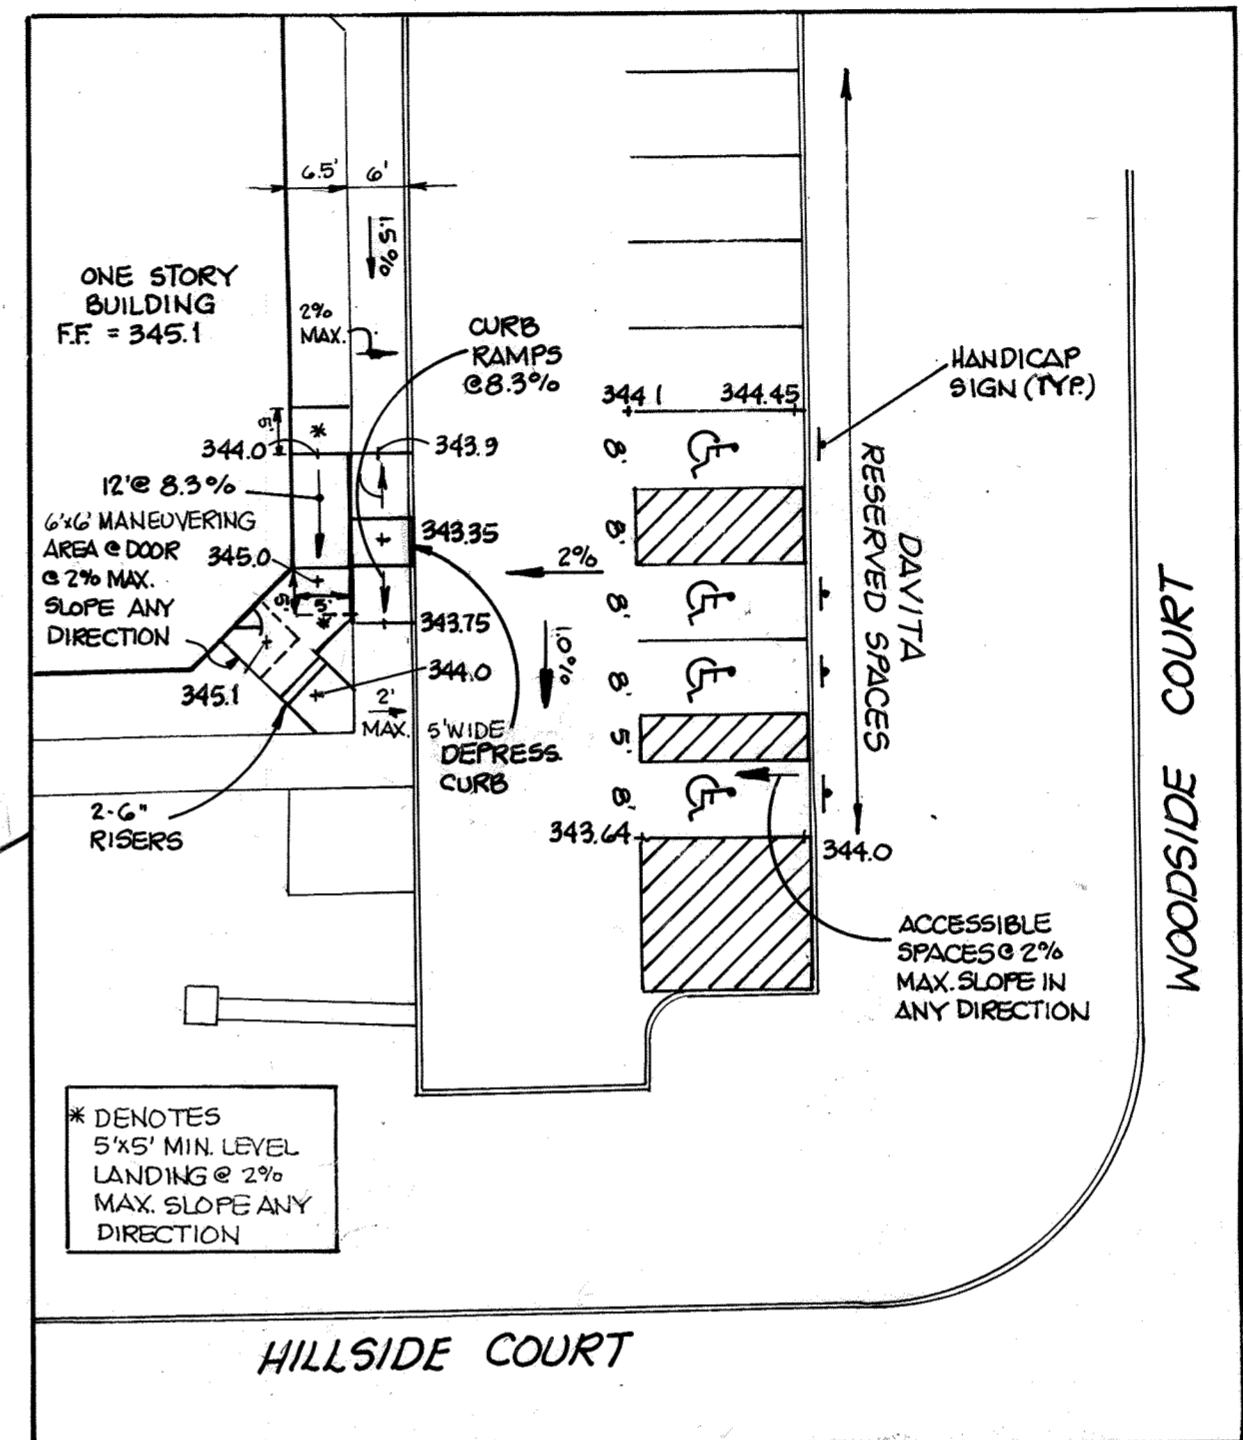 6.5' 6'
1.5%
ONE STORY
BUILDING
F.F. = 345.1
2%
MAX.
CURB
RAMPS
@8.3%
HANDICAP
SIGN (TYP.)
344.1 344.45
5'
*
344.0
343.9
8'
12'@ 8.3%
6'x6' MANEUVERING
AREA @ DOOR
@ 2% MAX.
SLOPE ANY
DIRECTION
345.0
343.35
8'
2%
5'
5'
*
8'
343.75
1.0%
344.0
8'
345.1
2'
MAX.
5' WIDE
DEPRESS.
CURB
5'
8'
2-6"
RISERS
343.64
344.0
DAVITA
RESERVED SPACES
WOODSIDE COURT
ACCESSIBLE
SPACES @ 2%
MAX. SLOPE IN
ANY DIRECTION
* DENOTES
5'X5' MIN. LEVEL
LANDING @ 2%
MAX. SLOPE ANY
DIRECTION
HILLSIDE COURT